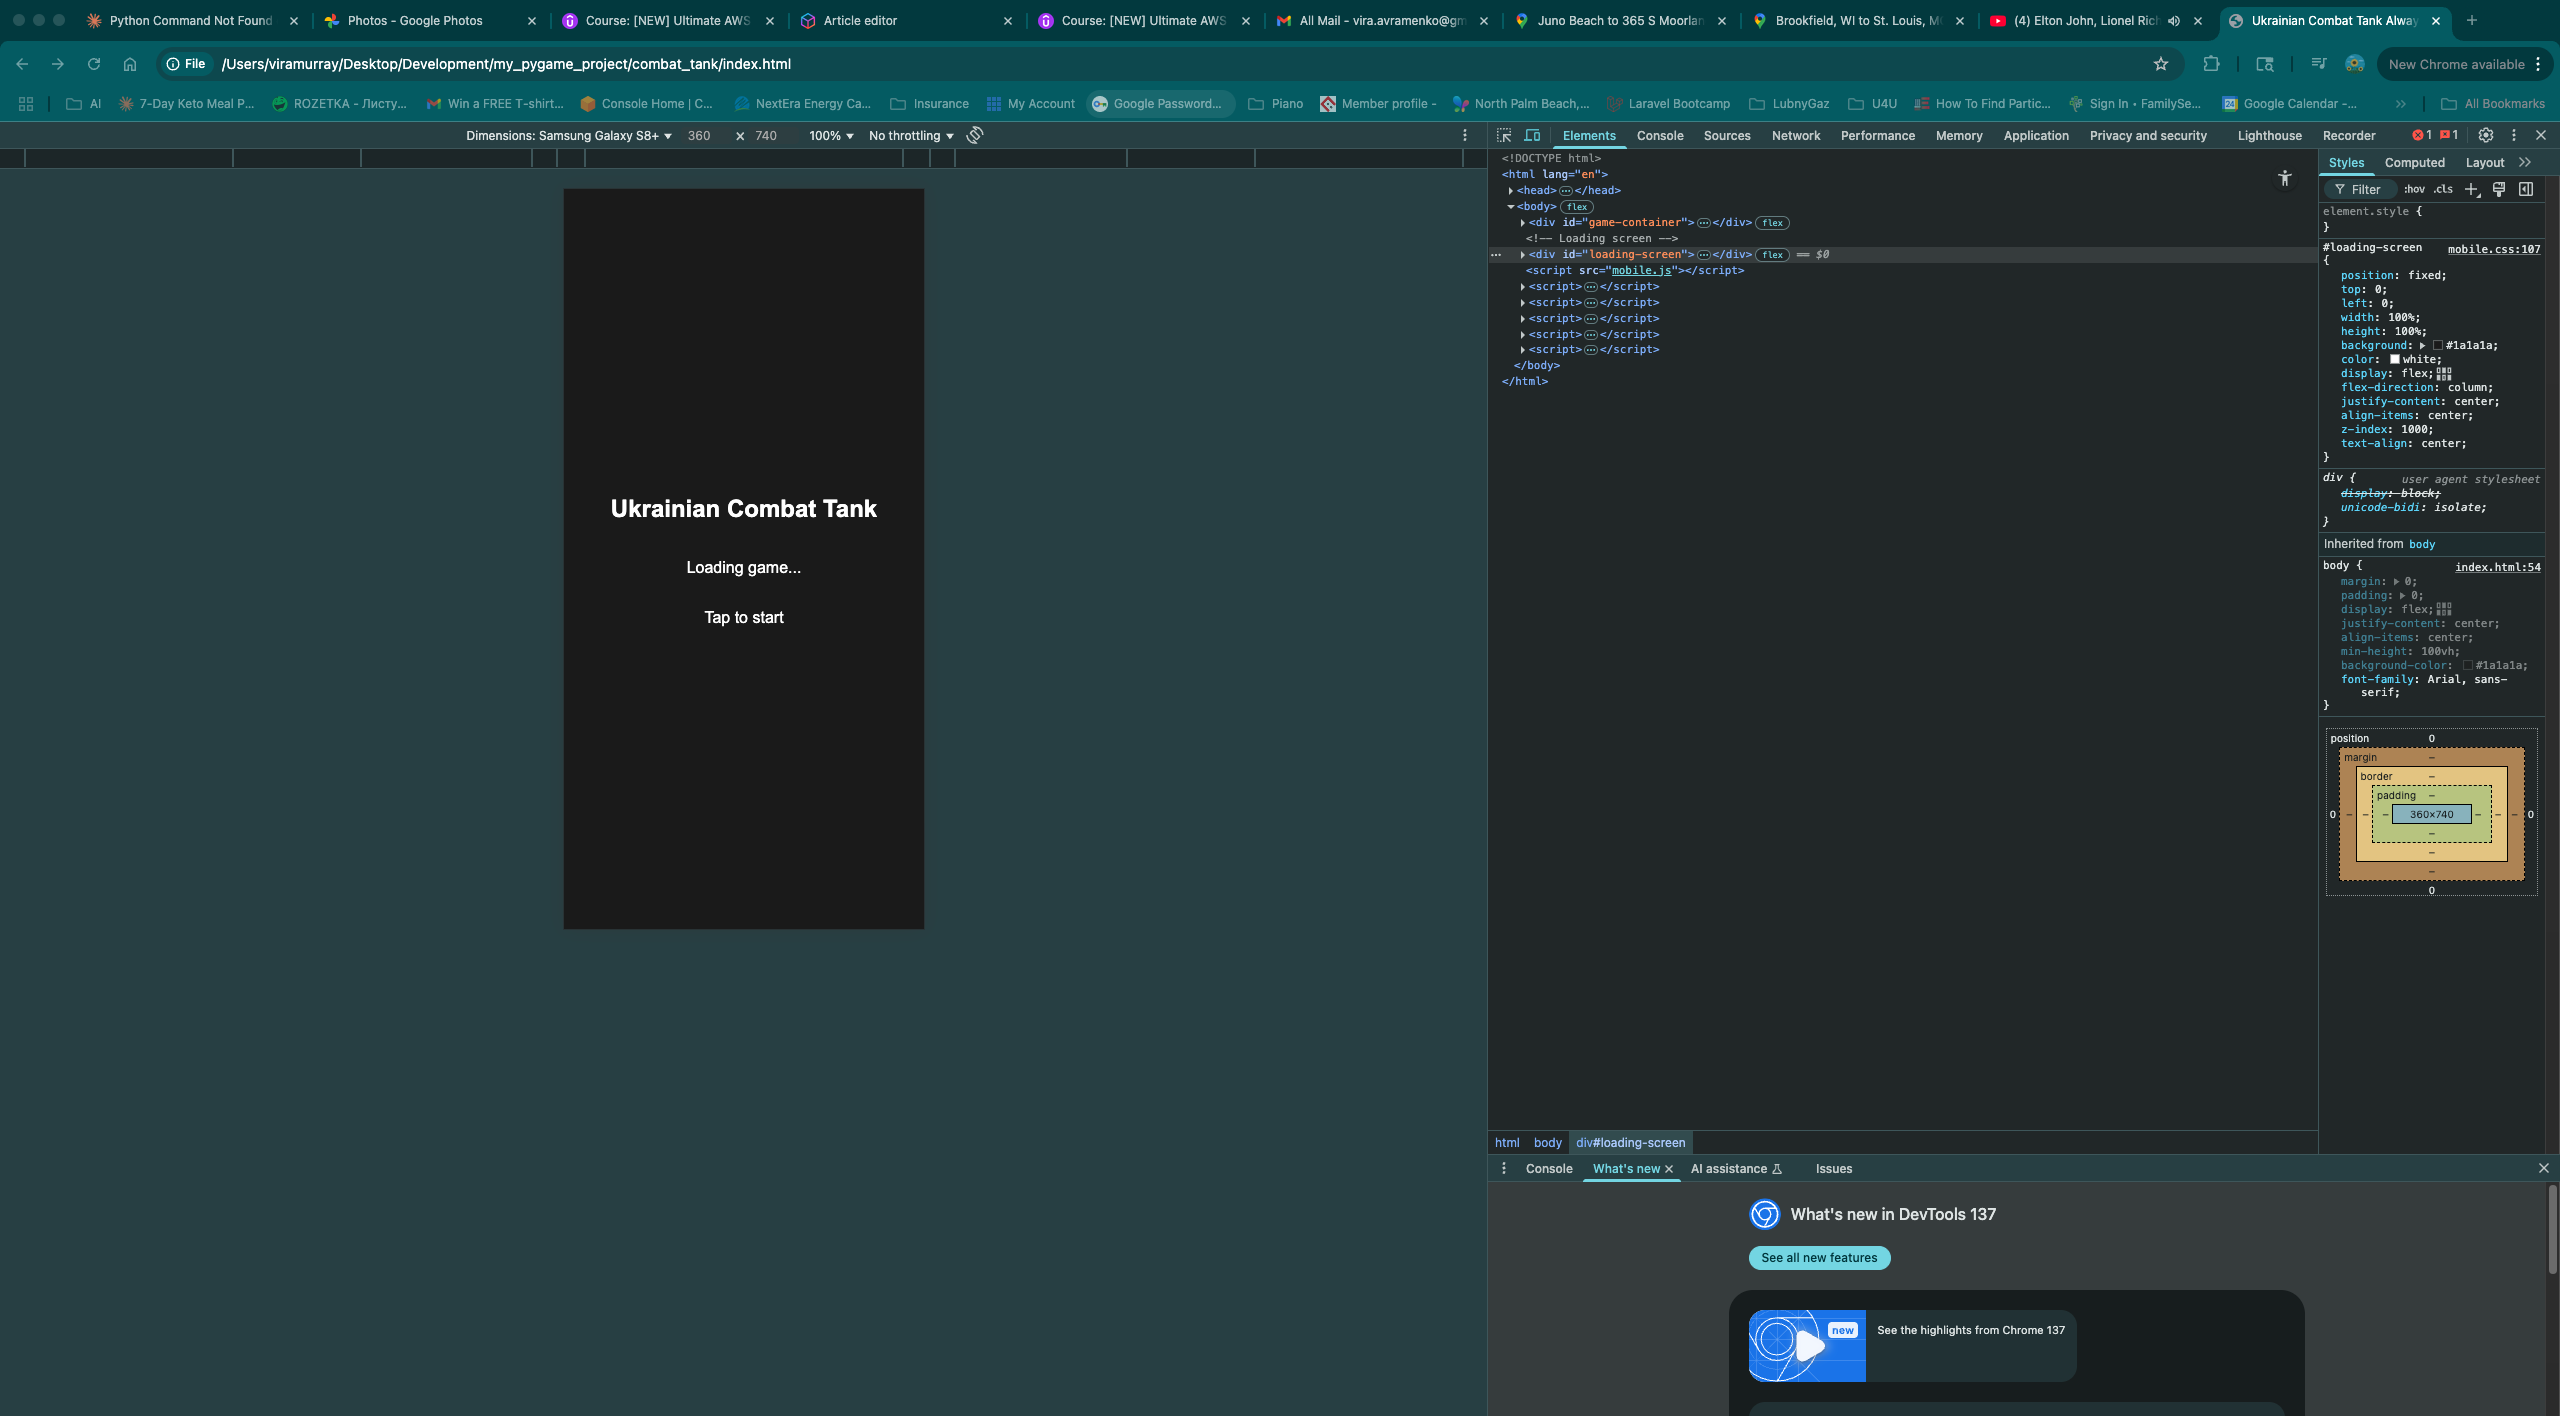 Python Command Not Found
Photos - Google Photos
Course: [NEW] Ultimate AWS
Article editor
Course: [NEW] Ultimate AWS
All Mail - vira.avramenko@gm
Juno Beach to 365 S Moorlan
Brookfield, WI to St. Louis, M
(4) Elton John, Lionel Rich
Ukrainian Combat Tank Alway
File
/Users/viramurray/Desktop/Development/my_pygame_project/combat_tank/index.html
New Chrome available
AI
7-Day Keto Meal P...
ROZETKA - Листу...
Win a FREE T-shirt...
Console Home | C...
NextEra Energy Ca...
Insurance
My Account
Google Password...
Piano
Member profile -
North Palm Beach,...
Laravel Bootcamp
LubnyGaz
U4U
How To Find Partic...
Sign In • FamilySe...
Google Calendar -...
All Bookmarks
Dimensions: Samsung Galaxy S8+ 360 × 740 100% No throttling
Ukrainian Combat Tank
Loading game...
Tap to start
Elements Console Sources Network Performance Memory Application Privacy and security Lighthouse Recorder 1 1
<!DOCTYPE html>
<html lang="en">
<head>…</head>
<body> flex
<div id="game-container">…</div> flex
<!-- Loading screen -->
… <div id="loading-screen">…</div> flex == $0
<script src="mobile.js"></script>
<script>…</script>
<script>…</script>
<script>…</script>
<script>…</script>
<script>…</script>
</body>
</html>
html body div#loading-screen
Styles Computed Layout
Filter :hov .cls
element.style {
}
#loading-screen mobile.css:107
{
position: fixed;
top: 0;
left: 0;
width: 100%;
height: 100%;
background: #1a1a1a;
color: white;
display: flex;
flex-direction: column;
justify-content: center;
align-items: center;
z-index: 1000;
text-align: center;
}
div { user agent stylesheet
display: block;
unicode-bidi: isolate;
}
Inherited from body
body { index.html:54
margin: 0;
padding: 0;
display: flex;
justify-content: center;
align-items: center;
min-height: 100vh;
background-color: #1a1a1a;
font-family: Arial, sans-
serif;
}
position 0
margin –
border –
padding –
0 – – – 360×740 – – – 0
–
–
–
0
Console What's new AI assistance Issues
What's new in DevTools 137
See all new features
new
See the highlights from Chrome 137